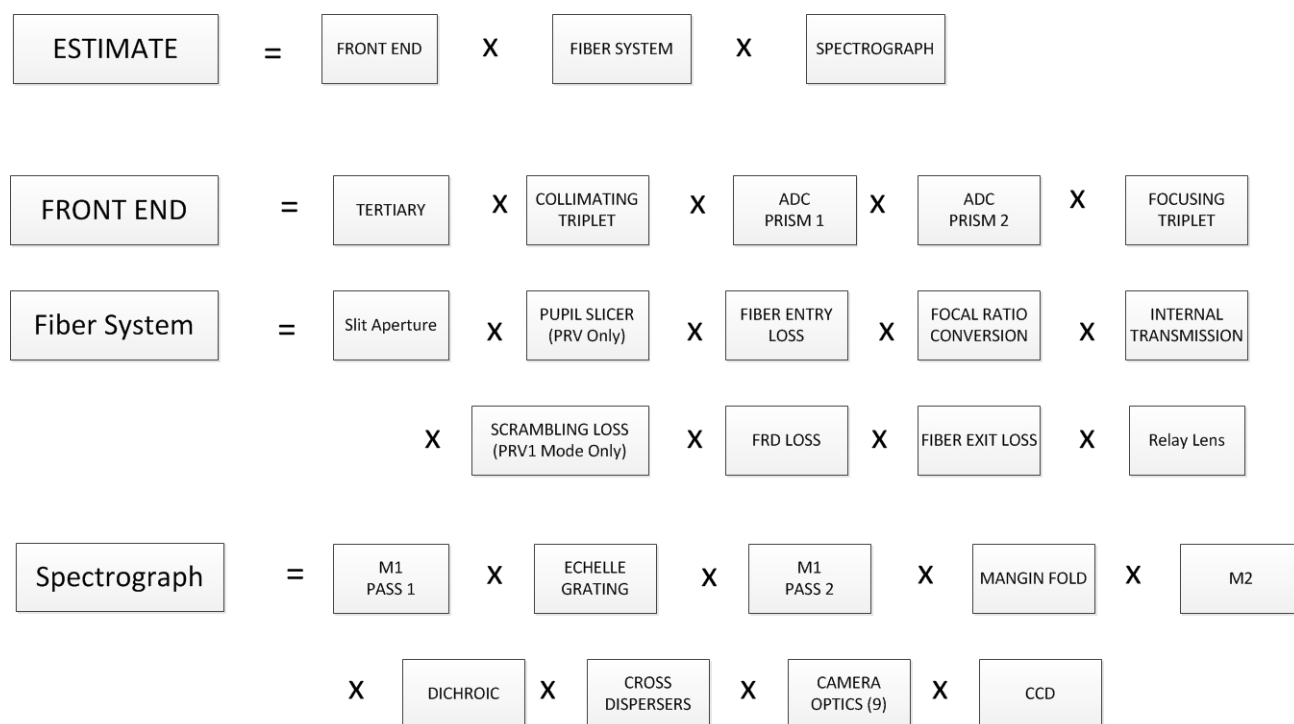 ESTIMATE = FRONT END X FIBER SYSTEM X SPECTROGRAPH
FRONT END = TERTIARY X COLLIMATING TRIPLET X ADC PRISM 1 X ADC PRISM 2 X FOCUSING TRIPLET
Fiber System = Slit Aperture X PUPIL SLICER (PRV Only) X FIBER ENTRY LOSS X FOCAL RATIO CONVERSION X INTERNAL TRANSMISSION
X SCRAMBLING LOSS (PRV1 Mode Only) X FRD LOSS X FIBER EXIT LOSS X Relay Lens
Spectrograph = M1 PASS 1 X ECHELLE GRATING X M1 PASS 2 X MANGIN FOLD X M2
X DICHROIC X CROSS DISPERSERS X CAMERA OPTICS (9) X CCD